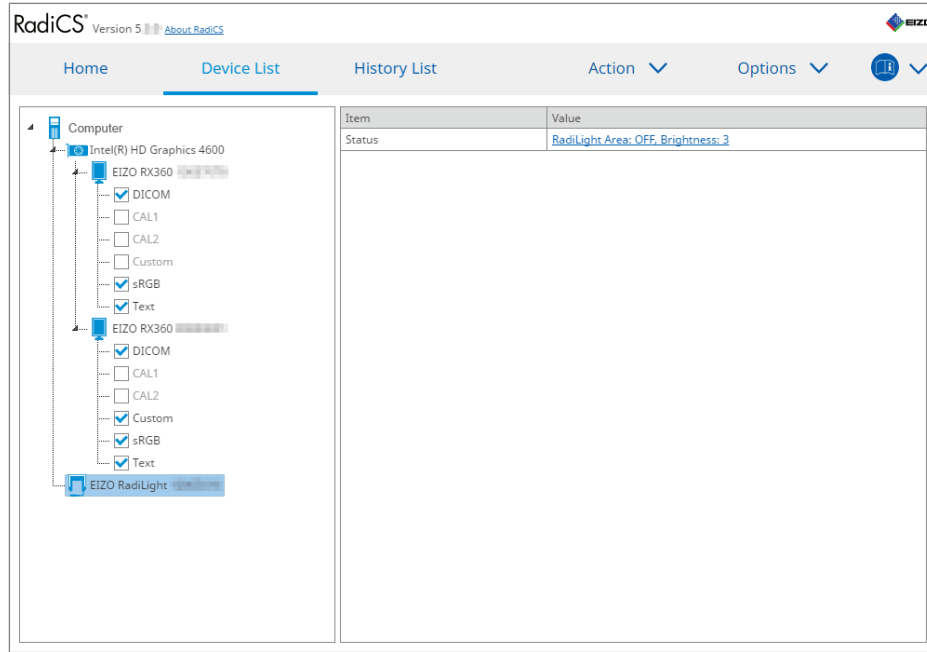 RadiCS® Version 5 About RadiCS
EIZO
Home Device List History List Action Options
Computer
Intel(R) HD Graphics 4600
EIZO RX360
DICOM
CAL1
CAL2
Custom
sRGB
Text
EIZO RX360
DICOM
CAL1
CAL2
Custom
sRGB
Text
EIZO RadiLight
Item Value
Status RadiLight Area: OFF, Brightness: 3